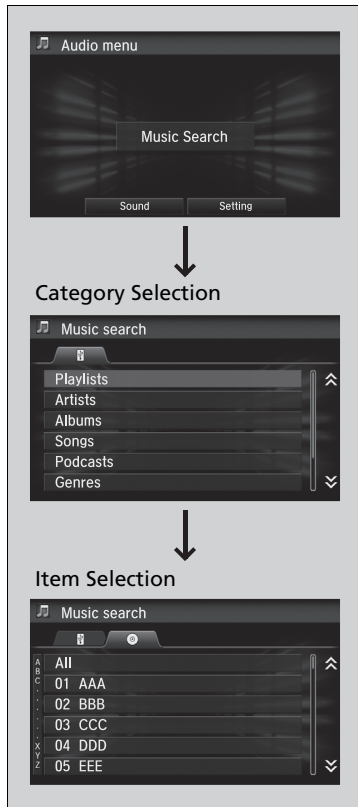 Audio menu
Music Search
Sound Setting
Category Selection
Music search
Playlists
Artists
Albums
Songs
Podcasts
Genres
Item Selection
Music search
A
B
C
All
01 AAA
02 BBB
03 CCC
04 DDD
05 EEE
X
Y
Z